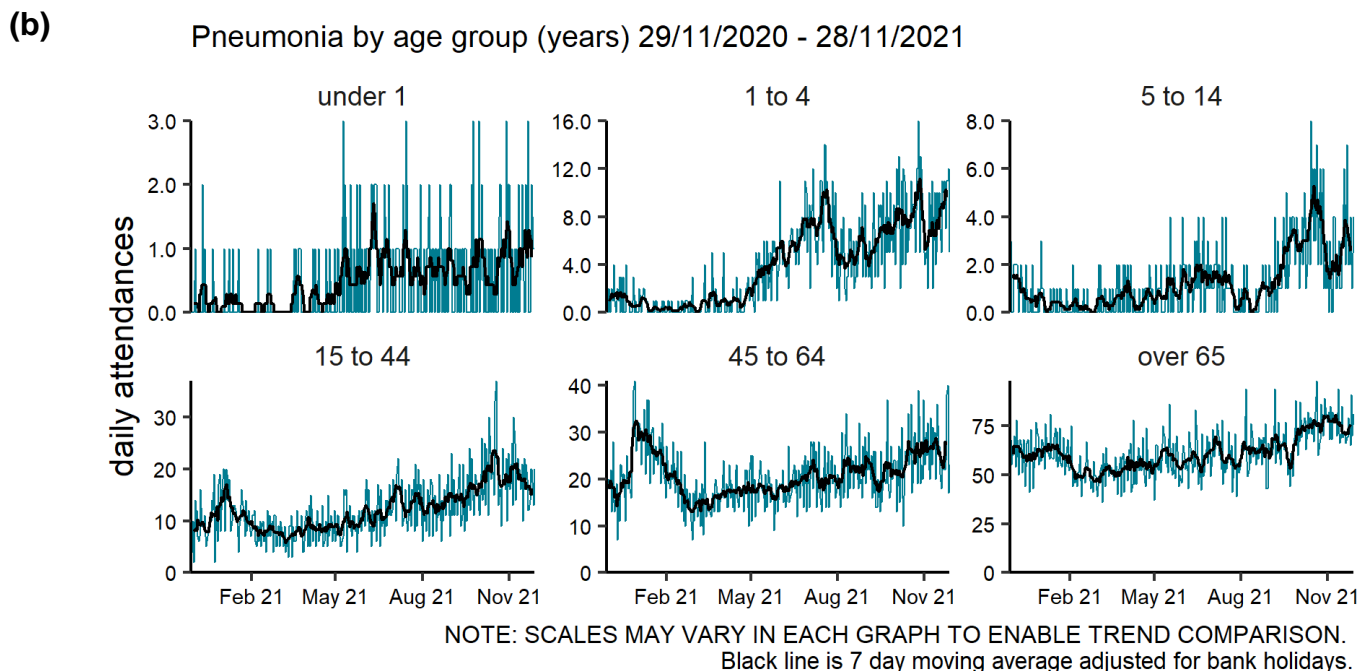 (b)
Pneumonia by age group (years) 29/11/2020 - 28/11/2021
daily attendances
under 1
3.0
2.0
1.0
0.0
1 to 4
16.0
12.0
8.0
4.0
0.0
5 to 14
8.0
6.0
4.0
2.0
0.0
15 to 44
30
20
10
0
Feb 21 May 21 Aug 21 Nov 21
45 to 64
40
30
20
10
0
Feb 21 May 21 Aug 21 Nov 21
over 65
75
50
25
0
Feb 21 May 21 Aug 21 Nov 21
NOTE: SCALES MAY VARY IN EACH GRAPH TO ENABLE TREND COMPARISON.
Black line is 7 day moving average adjusted for bank holidays.